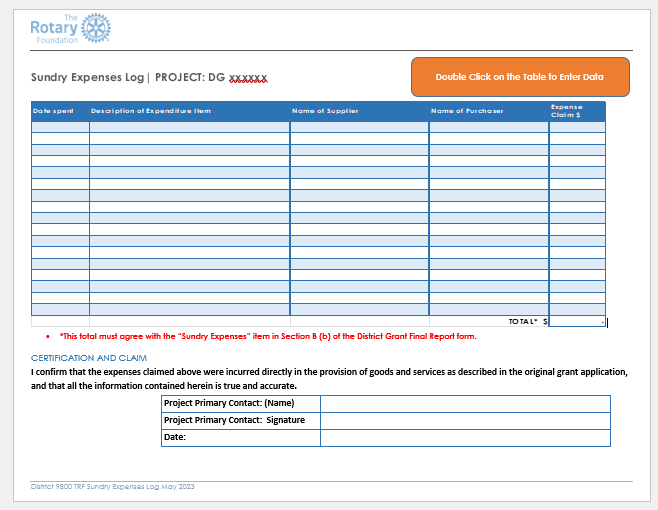 The
Rotary
Foundation
Sundry Expenses Log| PROJECT: DG xxxxxx
Double Click on the Table to Enter Data
Date spent Description of Expenditure Item Name of Supplier Name of Purchaser Expense Claim $
TOTAL* $ -
• *This total must agree with the "Sundry Expenses" item in Section B (b) of the District Grant Final Report form.
CERTIFICATION AND CLAIM
I confirm that the expenses claimed above were incurred directly in the provision of goods and services as described in the original grant application,
and that all the information contained herein is true and accurate.
Project Primary Contact: (Name)
Project Primary Contact: Signature
Date:
District 9800 TRF Sundry Expenses Log May 2023